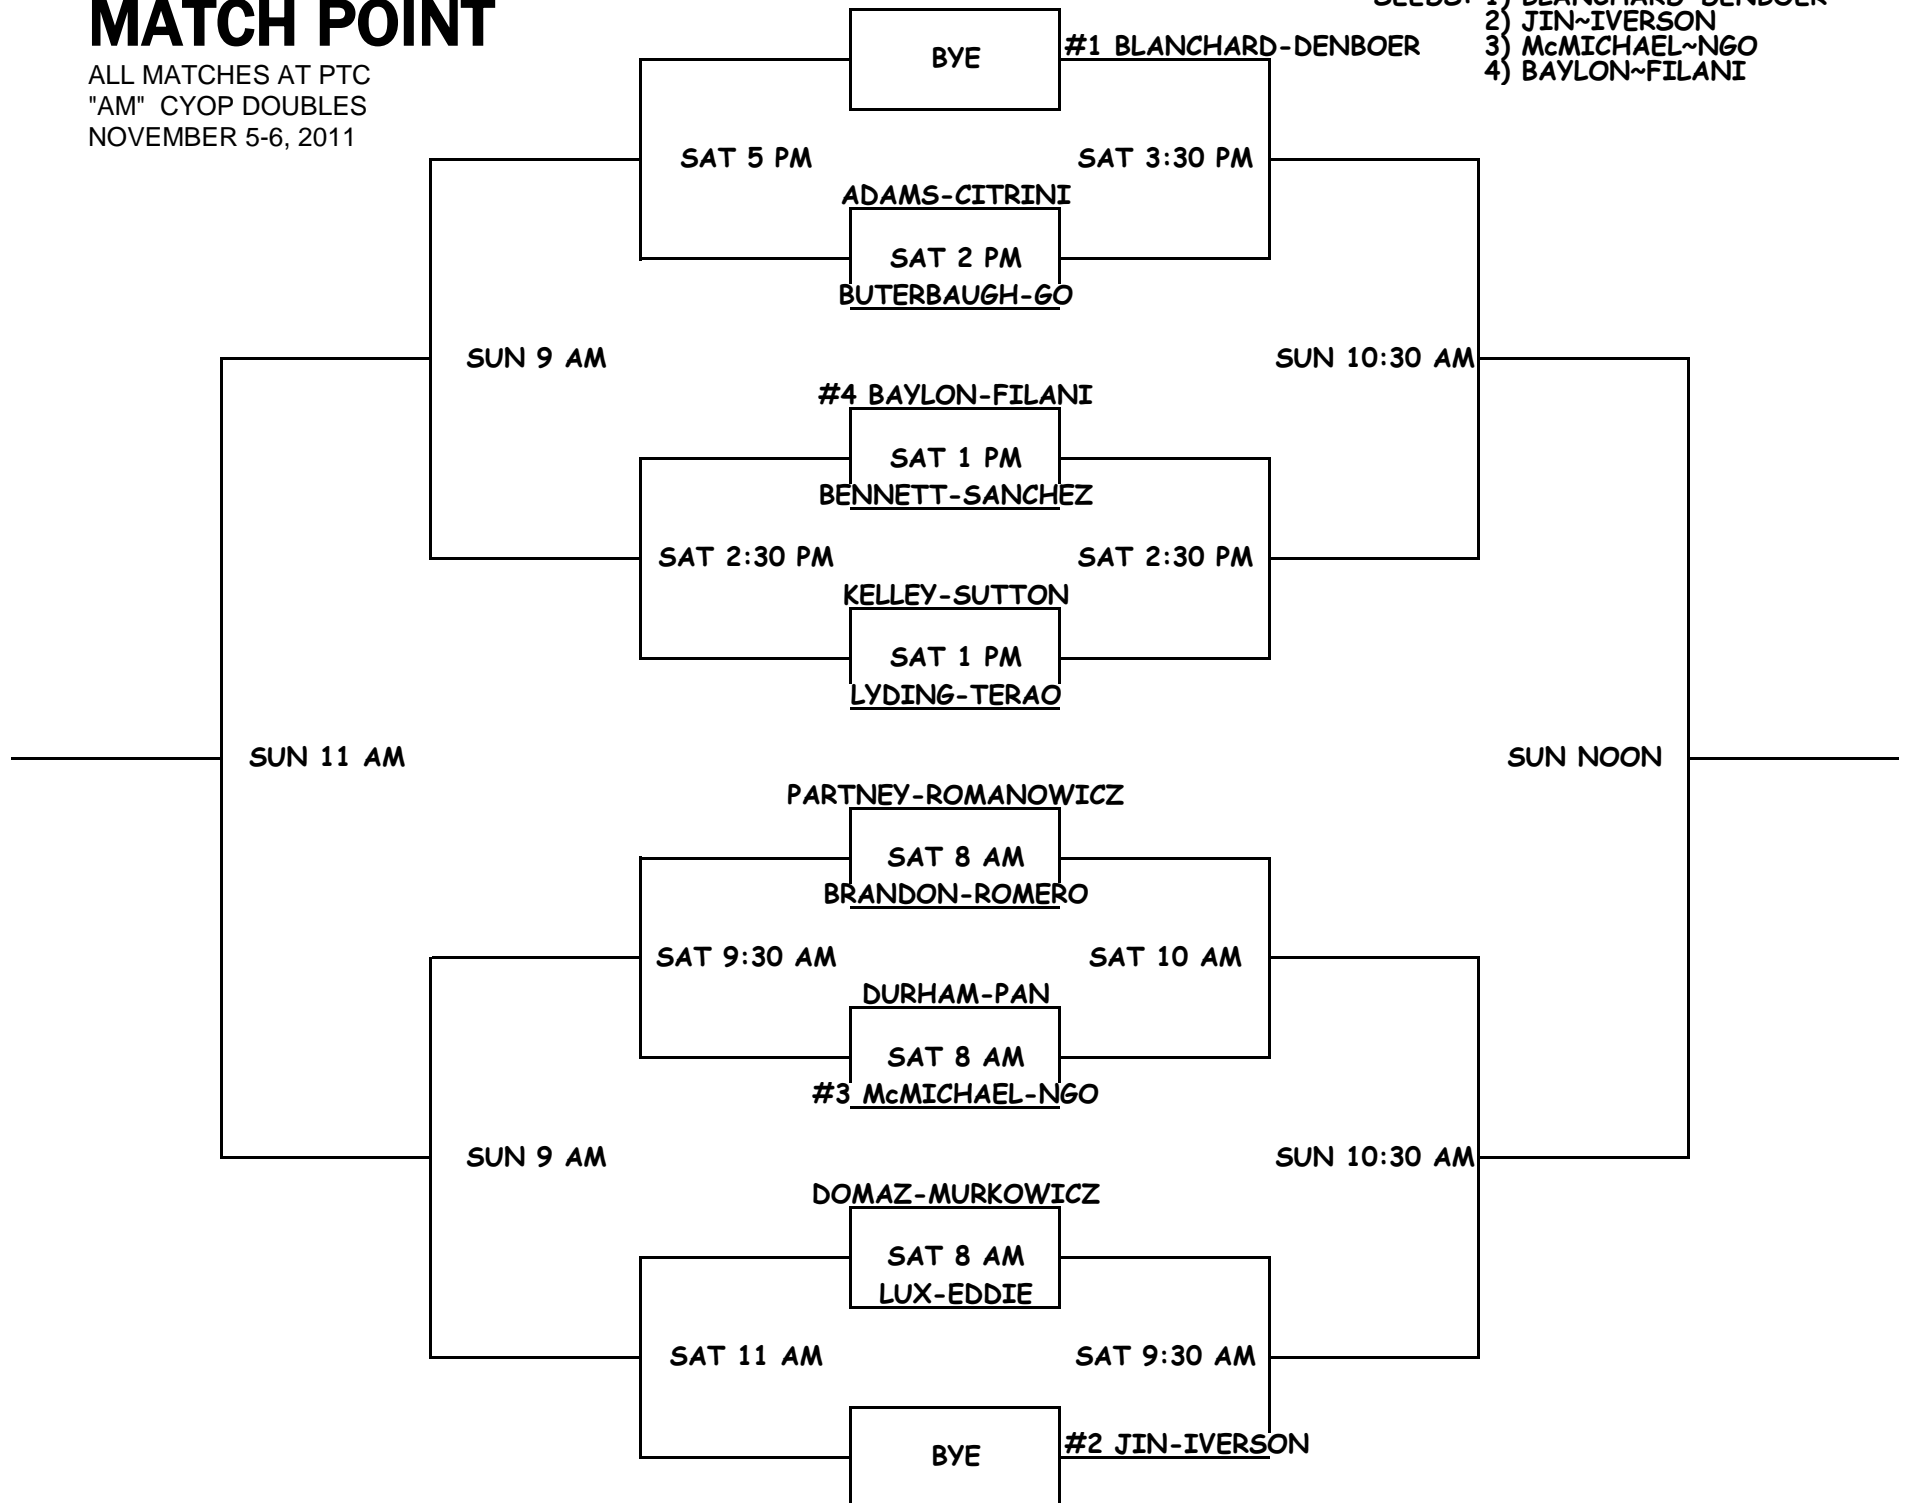 MATCH POINT
ALL MATCHES AT PTC
"AM" CYOP DOUBLES
NOVEMBER 5-6, 2011
SEEDS: 1) BLANCHARD~DENBOER
2) JIN~IVERSON
3) McMICHAEL~NGO
4) BAYLON~FILANI
BYE
#1 BLANCHARD-DENBOER
SAT 5 PM
SAT 3:30 PM
ADAMS-CITRINI
SAT 2 PM
BUTERBAUGH-GO
SUN 9 AM
SUN 10:30 AM
#4 BAYLON-FILANI
SAT 1 PM
BENNETT-SANCHEZ
SAT 2:30 PM
SAT 2:30 PM
KELLEY-SUTTON
SAT 1 PM
LYDING-TERAO
SUN 11 AM
SUN NOON
PARTNEY-ROMANOWICZ
SAT 8 AM
BRANDON-ROMERO
SAT 9:30 AM
SAT 10 AM
DURHAM-PAN
SAT 8 AM
#3 McMICHAEL-NGO
SUN 9 AM
SUN 10:30 AM
DOMAZ-MURKOWICZ
SAT 8 AM
LUX-EDDIE
SAT 11 AM
SAT 9:30 AM
BYE
#2 JIN-IVERSON